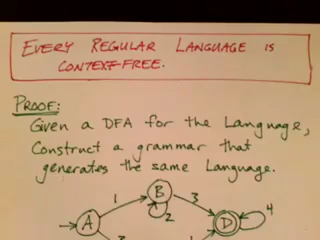 EVERY REGULAR LANGUAGE IS
CONTEXT-FREE.
PROOF:
Given a DFA for the Language,
Construct a grammar that
generates the same Language.
1
B
3
2
A
D
4